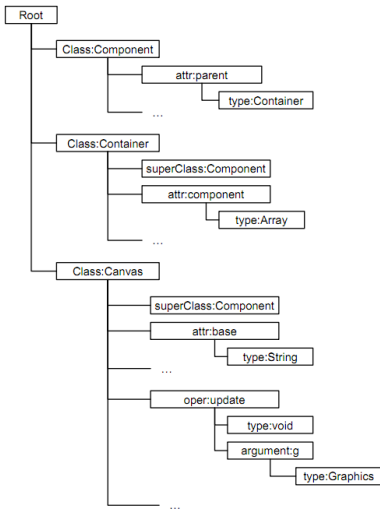 Root
Class:Component
attr:parent
type:Container
...
Class:Container
superClass:Component
attr:component
type:Array
...
Class:Canvas
superClass:Component
attr:base
type:String
...
oper:update
type:void
argument:g
type:Graphics
...